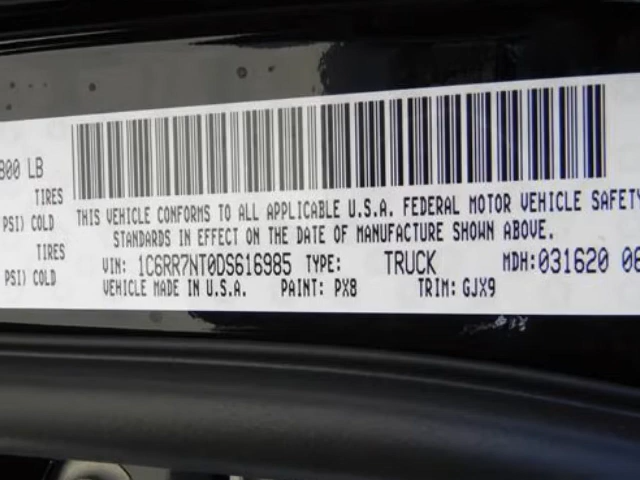 800 LB
TIRES
PSI) COLD
TIRES
PSI) COLD
THIS VEHICLE CONFORMS TO ALL APPLICABLE U.S.A. FEDERAL MOTOR VEHICLE SAFETY
STANDARDS IN EFFECT ON THE DATE OF MANUFACTURE SHOWN ABOVE.
VIN: 1C6RR7NT0DS616985 TYPE: TRUCK MDH:031620 06
VEHICLE MADE IN U.S.A. PAINT: PX8 TRIM: GJX9